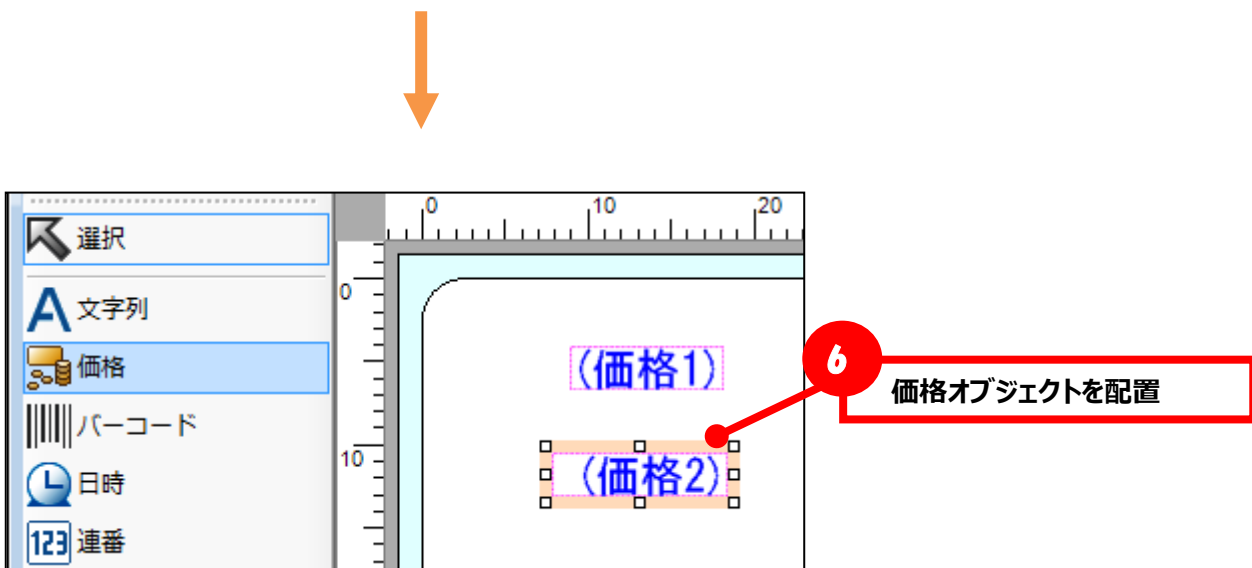 0 10 20
選択
0
文字列
価格
(価格1)
6
価格オブジェクトを配置
バーコード
10
(価格2)
日時
123 連番